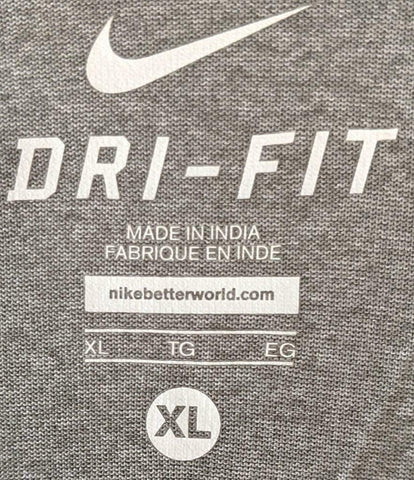 DRI-FIT
MADE IN INDIA
FABRIQUE EN INDE
nikebetterworld.com
XL TG EG
XL